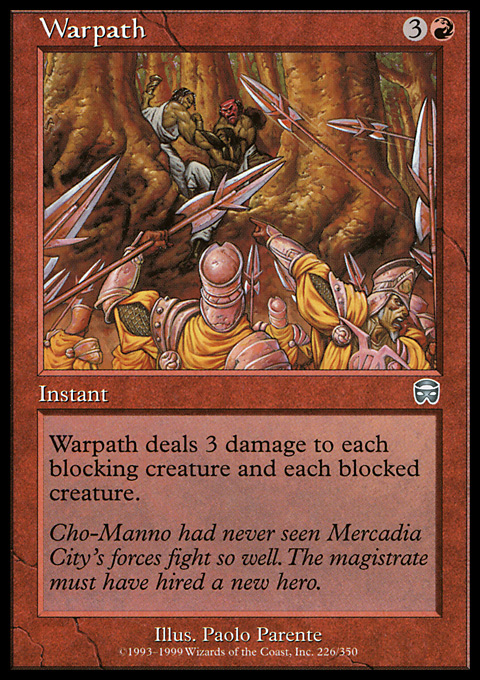 Warpath 3
Instant
Warpath deals 3 damage to each
blocking creature and each blocked
creature.
Cho-Manno had never seen Mercadia
City's forces fight so well. The magistrate
must have hired a new hero.
Illus. Paolo Parente
©1993–1999 Wizards of the Coast, Inc. 226/350